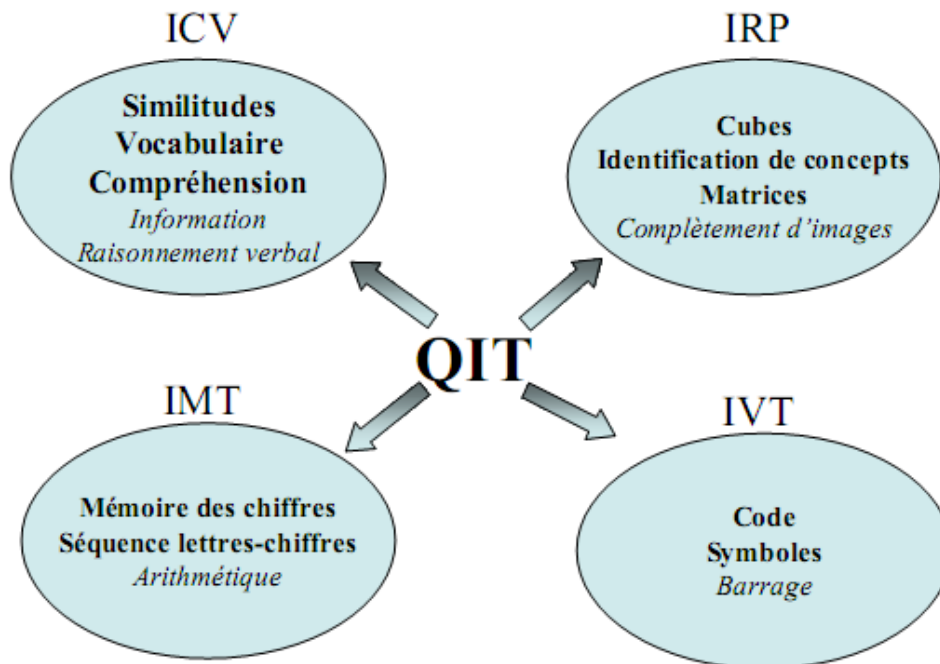 ICV
Similitudes
Vocabulaire
Compréhension
Information
Raisonnement verbal
IRP
Cubes
Identification de concepts
Matrices
Complètement d'images
QIT
IMT
Mémoire des chiffres
Séquence lettres-chiffres
Arithmétique
IVT
Code
Symboles
Barrage